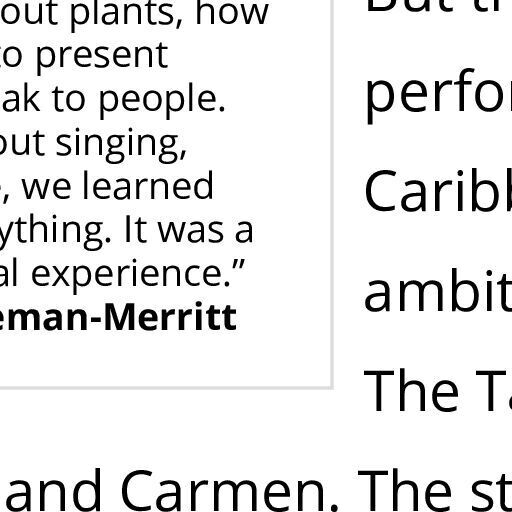 out plants, how
to present
ak to people.
out singing,
, we learned
ything. It was a
al experience.”
eman-Merritt
But th
perfor
Caribb
ambit
The Ta
and Carmen. The st